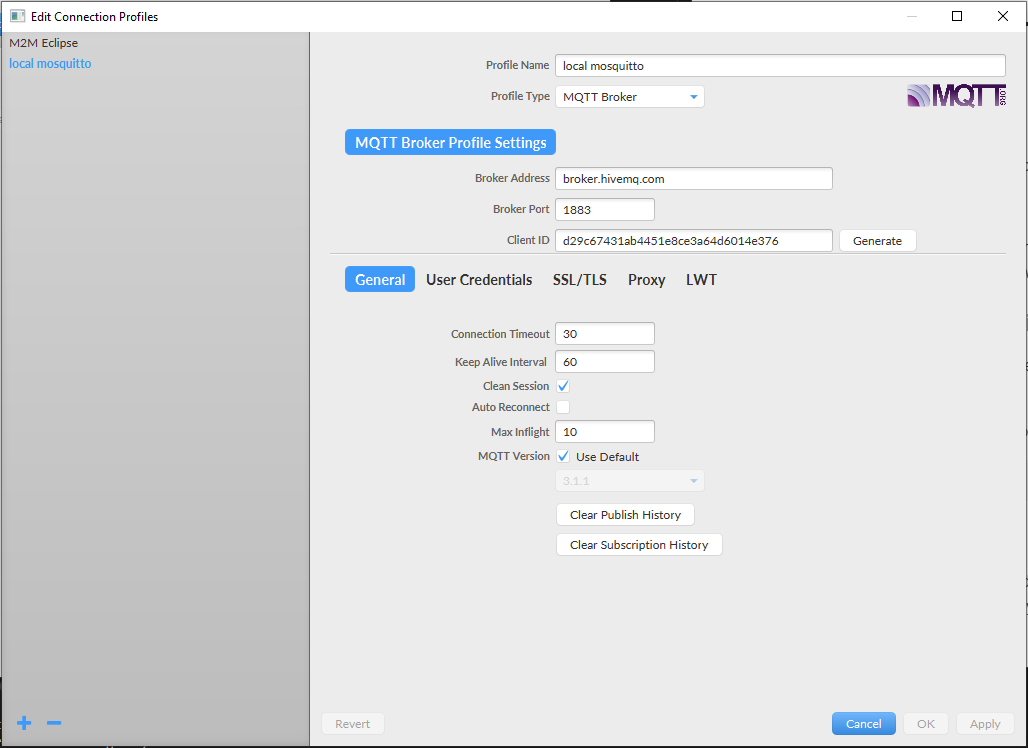 Edit Connection Profiles
M2M Eclipse
local mosquitto
Profile Name local mosquitto
Profile Type MQTT Broker
MQTT.ORG
MQTT Broker Profile Settings
Broker Address broker.hivemq.com
Broker Port 1883
Client ID d29c67431ab4451e8ce3a64d6014e376 Generate
General User Credentials SSL/TLS Proxy LWT
Connection Timeout 30
Keep Alive Interval 60
Clean Session
Auto Reconnect
Max Inflight 10
MQTT Version Use Default
3.1.1
Clear Publish History
Clear Subscription History
Revert Cancel OK Apply